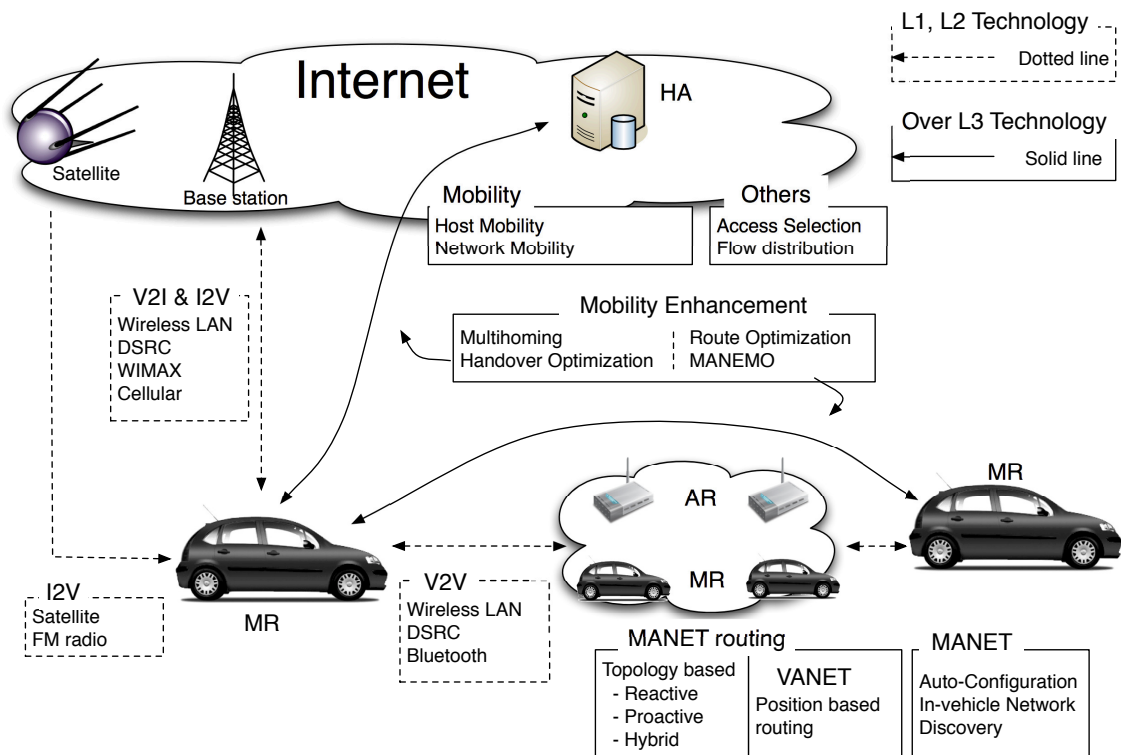 L1, L2 Technology
Dotted line
Over L3 Technology
Solid line
Internet
HA
Satellite
Base station
Mobility
Host Mobility
Network Mobility
Others
Access Selection
Flow distribution
V2I & I2V
Wireless LAN
DSRC
WIMAX
Cellular
Mobility Enhancement
Multihoming
Handover Optimization
Route Optimization
MANEMO
MR
AR
MR
MR
I2V
Satellite
FM radio
V2V
Wireless LAN
DSRC
Bluetooth
MANET routing
Topology based
- Reactive
- Proactive
- Hybrid
VANET
Position based
routing
MANET
Auto-Configuration
In-vehicle Network
Discovery